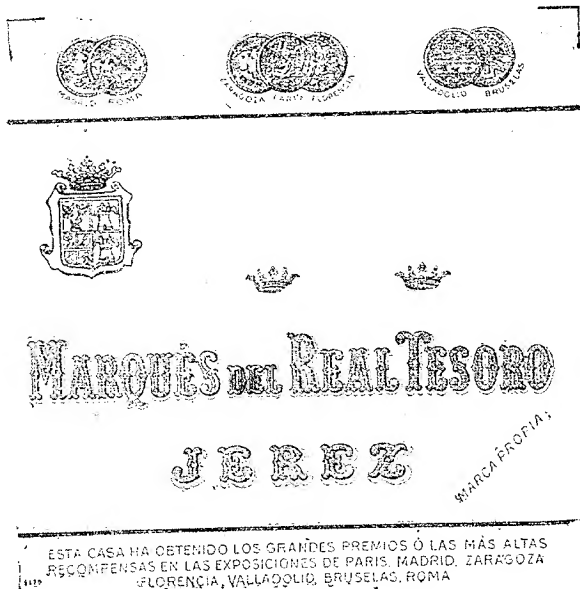 MADRID ROMA
ZARAGOZA PARIS FLORENCIA
VALLADOLID BRUSELAS
MARQUÉS DEL REAL TESORO
JEREZ
MARCA PROPIA
ESTA CASA HA OBTENIDO LOS GRANDES PREMIOS Ó LAS MÁS ALTAS
RECOMPENSAS EN LAS EXPOSICIONES DE PARIS, MADRID, ZARAGOZA
FLORENCIA, VALLADOLID, BRUSELAS, ROMA